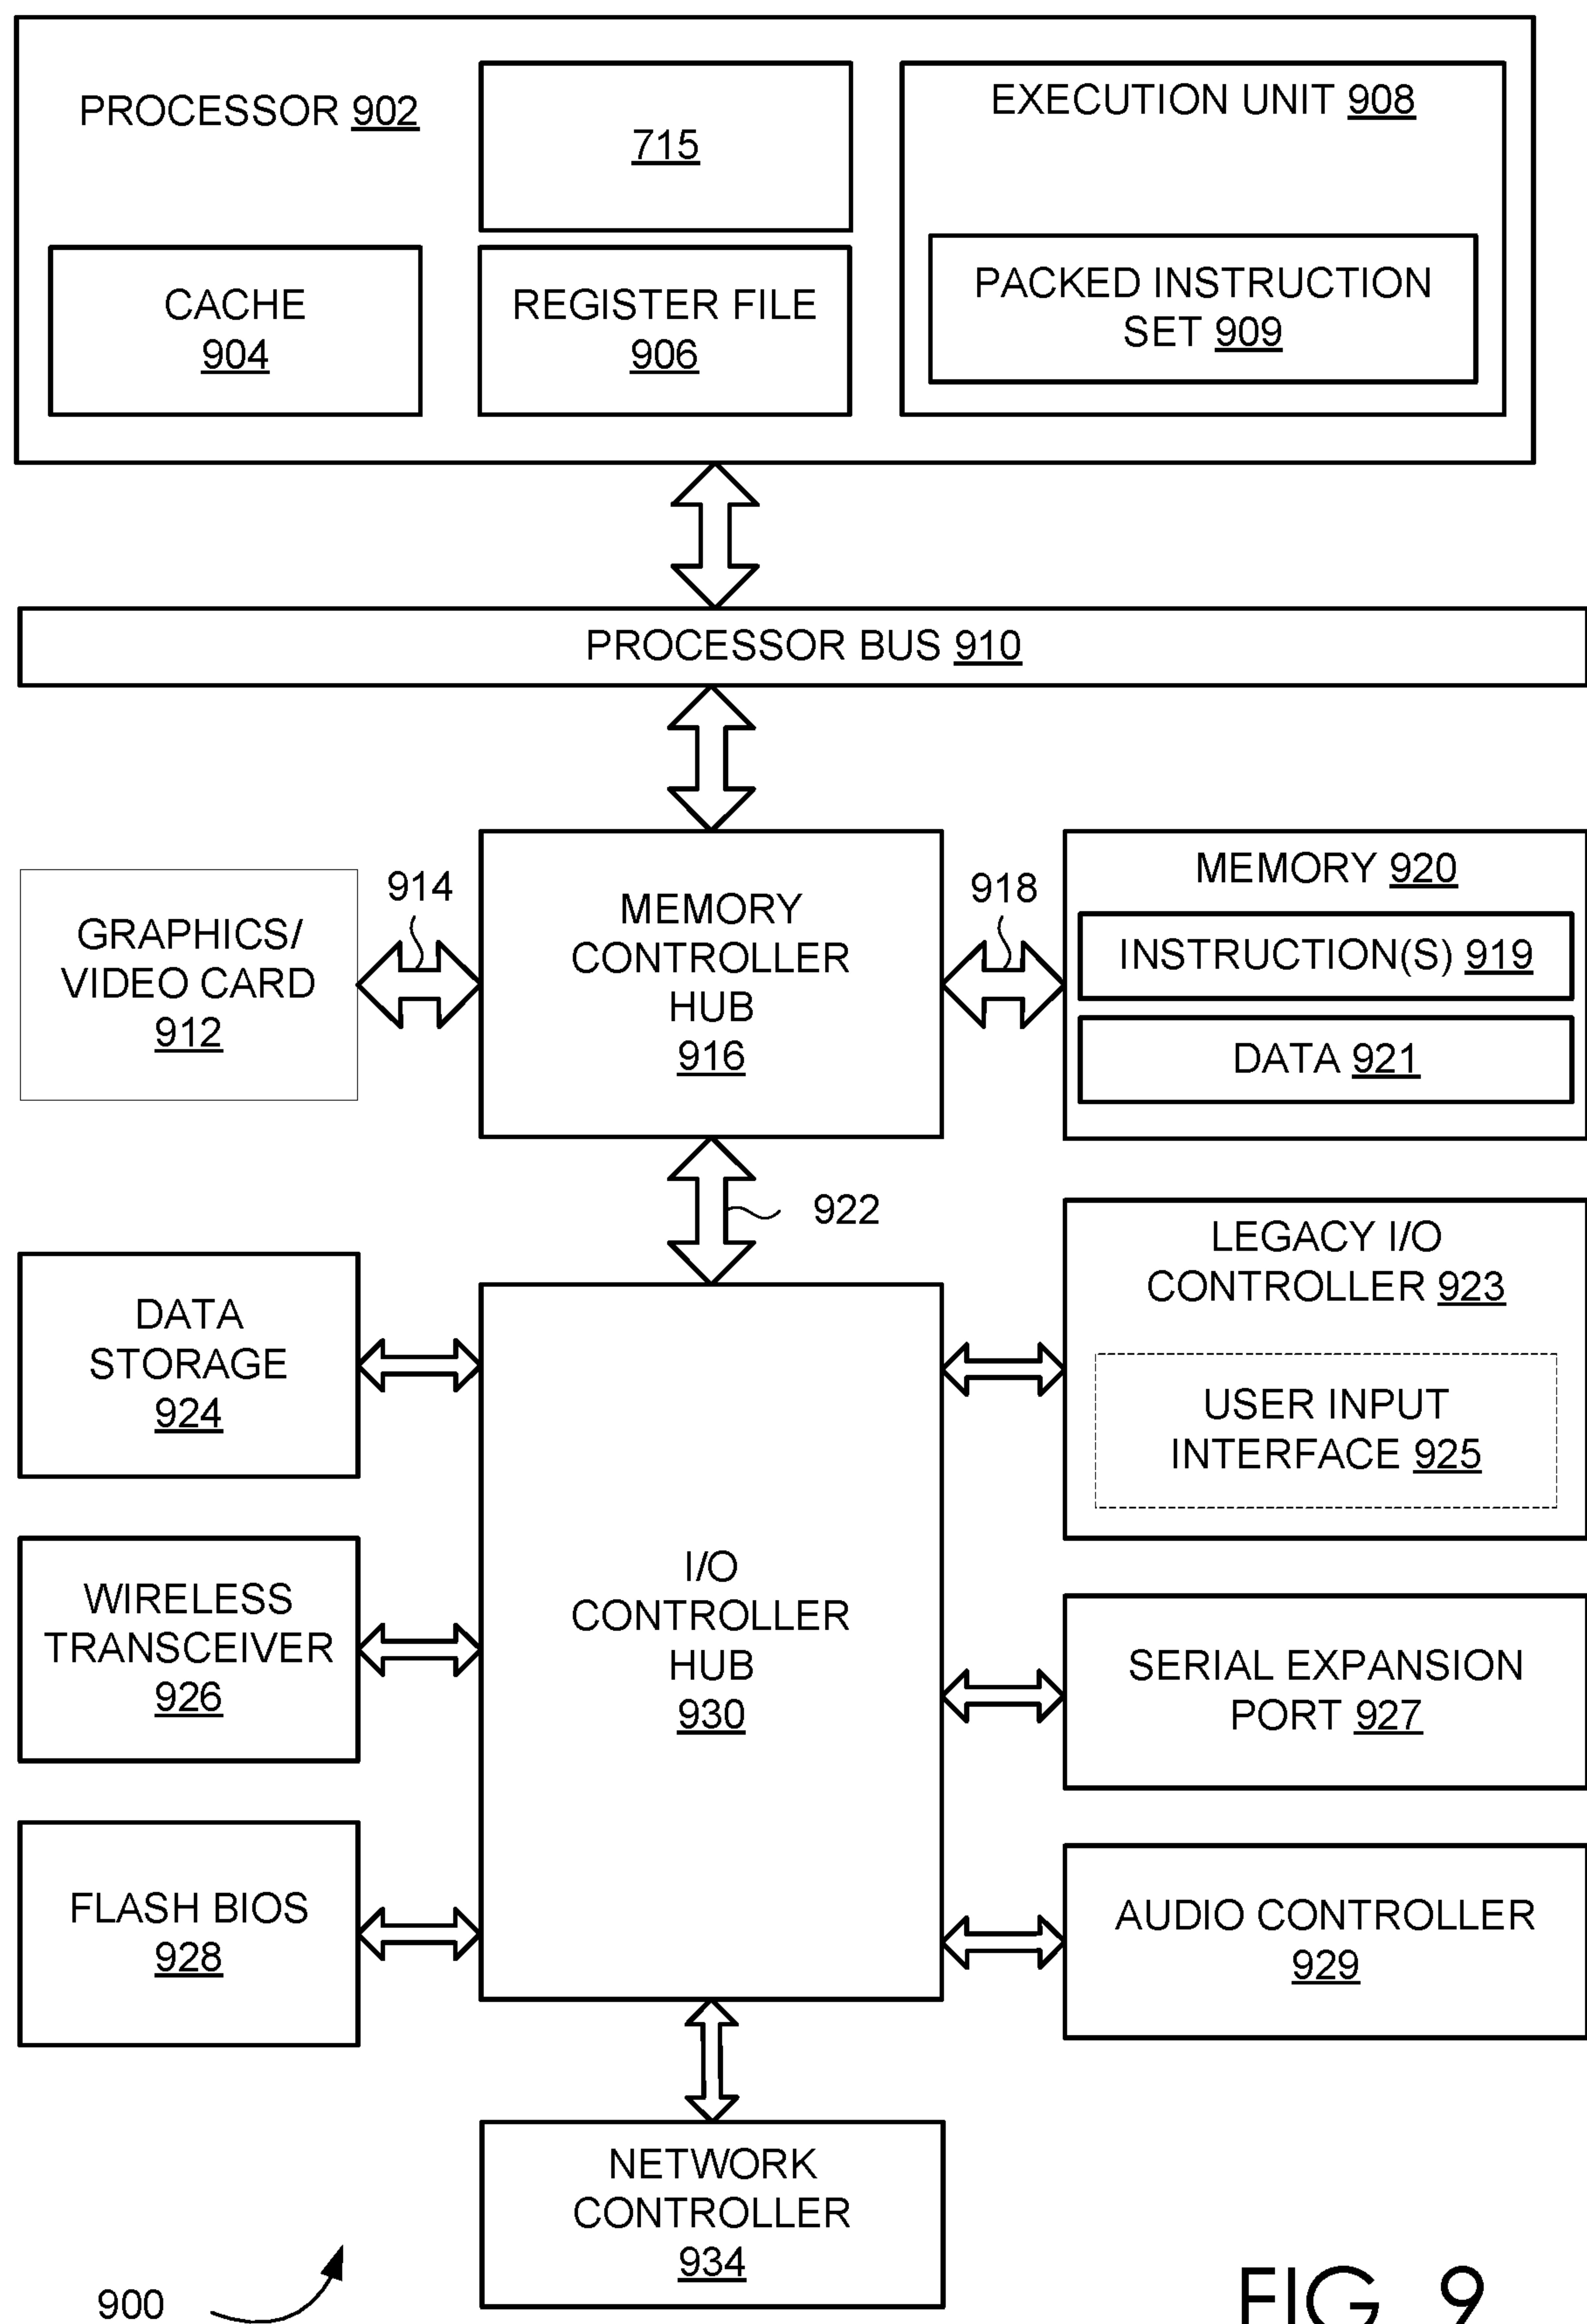 PROCESSOR 902
715
EXECUTION UNIT 908
CACHE
904
REGISTER FILE
906
PACKED INSTRUCTION
SET 909
PROCESSOR BUS 910
GRAPHICS/
VIDEO CARD
912
914
MEMORY
CONTROLLER
HUB
916
918
MEMORY 920
INSTRUCTION(S) 919
DATA 921
922
DATA
STORAGE
924
LEGACY I/O
CONTROLLER 923
USER INPUT
INTERFACE 925
WIRELESS
TRANSCEIVER
926
I/O
CONTROLLER
HUB
930
SERIAL EXPANSION
PORT 927
FLASH BIOS
928
AUDIO CONTROLLER
929
NETWORK
CONTROLLER
934
900
FIG. 9